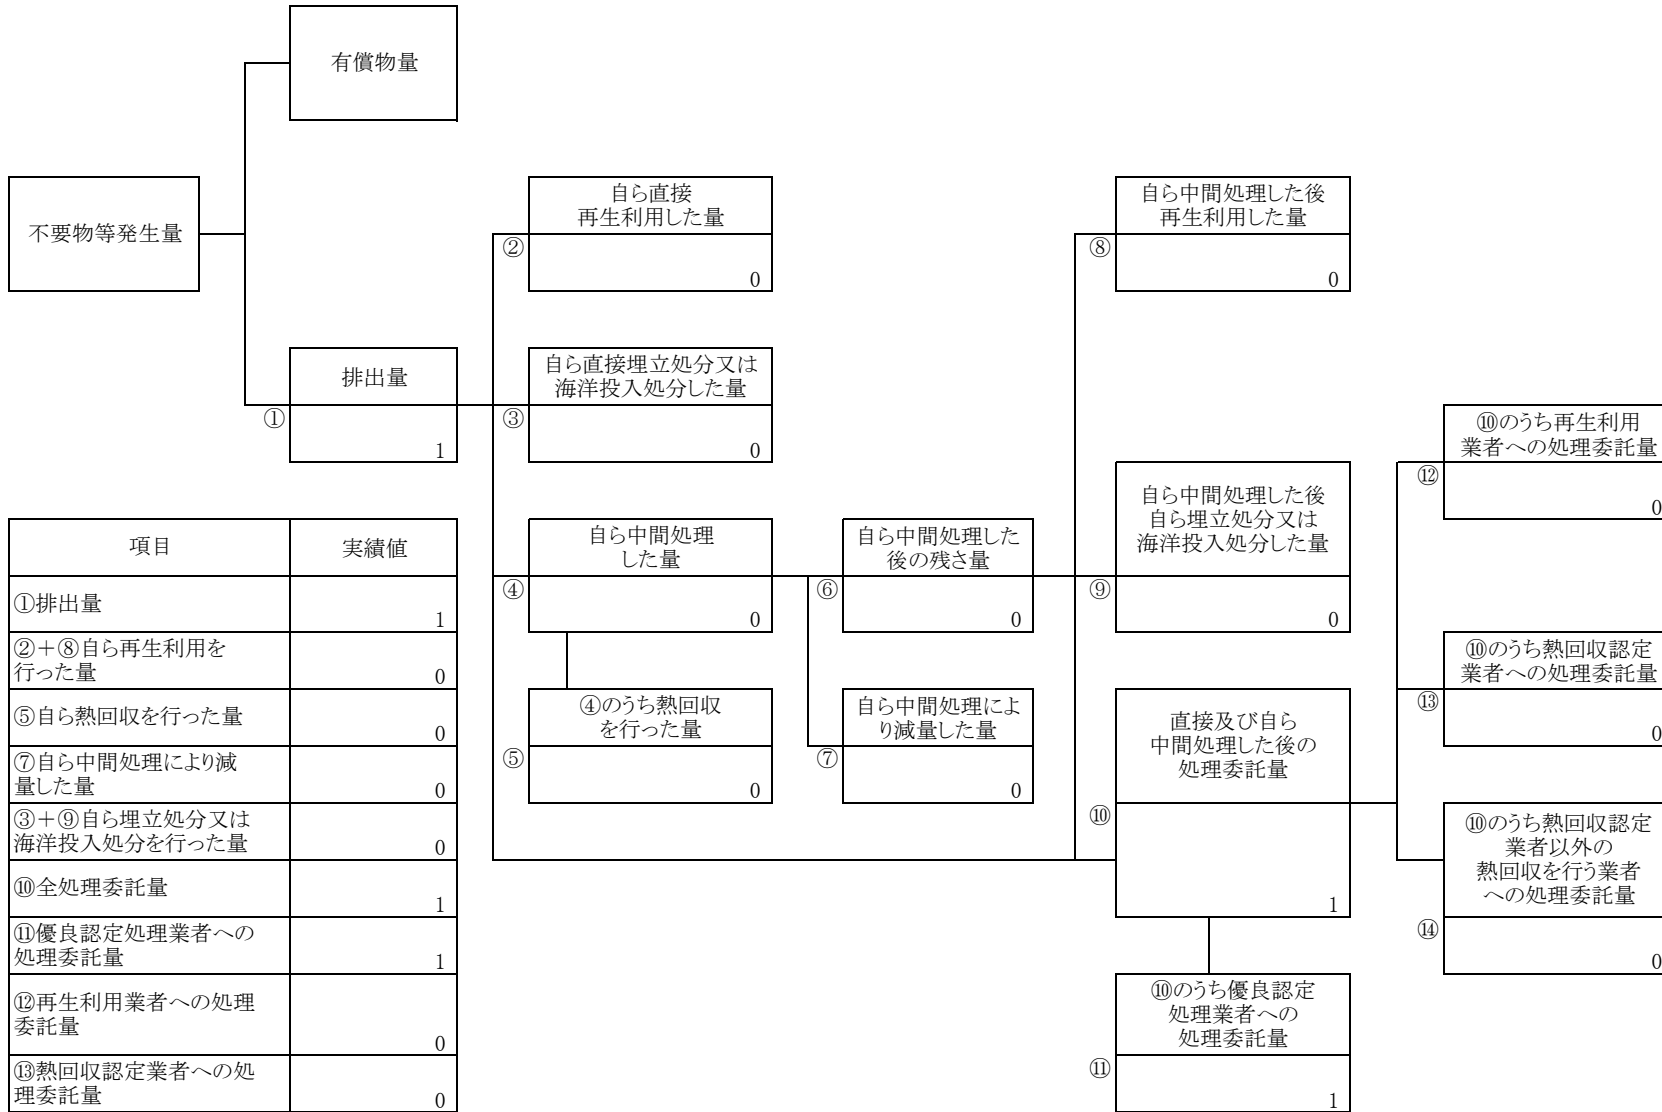 有償物量
不要物等発生量
自ら直接
再生利用した量
②
0
自ら中間処理した後
再生利用した量
⑧
0
排出量
①
1
自ら直接埋立処分又は
海洋投入処分した量
③
0
⑩のうち再生利用
業者への処理委託量
⑫
0
自ら中間処理
した量
④
0
自ら中間処理した
後の残さ量
⑥
0
自ら中間処理した後
自ら埋立処分又は
海洋投入処分した量
⑨
0
⑩のうち熱回収認定
業者への処理委託量
⑬
0
④のうち熱回収
を行った量
⑤
0
自ら中間処理によ
り減量した量
⑦
0
直接及び自ら
中間処理した後の
処理委託量
⑩
1
⑩のうち熱回収認定
業者以外の
熱回収を行う業者
への処理委託量
⑭
0
⑩のうち優良認定
処理業者への
処理委託量
⑪
1
項目 実績値
①排出量 1
②+⑧自ら再生利用を
行った量 0
⑤自ら熱回収を行った量 0
⑦自ら中間処理により減
量した量 0
③+⑨自ら埋立処分又は
海洋投入処分を行った量 0
⑩全処理委託量 1
⑪優良認定処理業者への
処理委託量 1
⑫再生利用業者への処理
委託量 0
⑬熱回収認定業者への処
理委託量 0